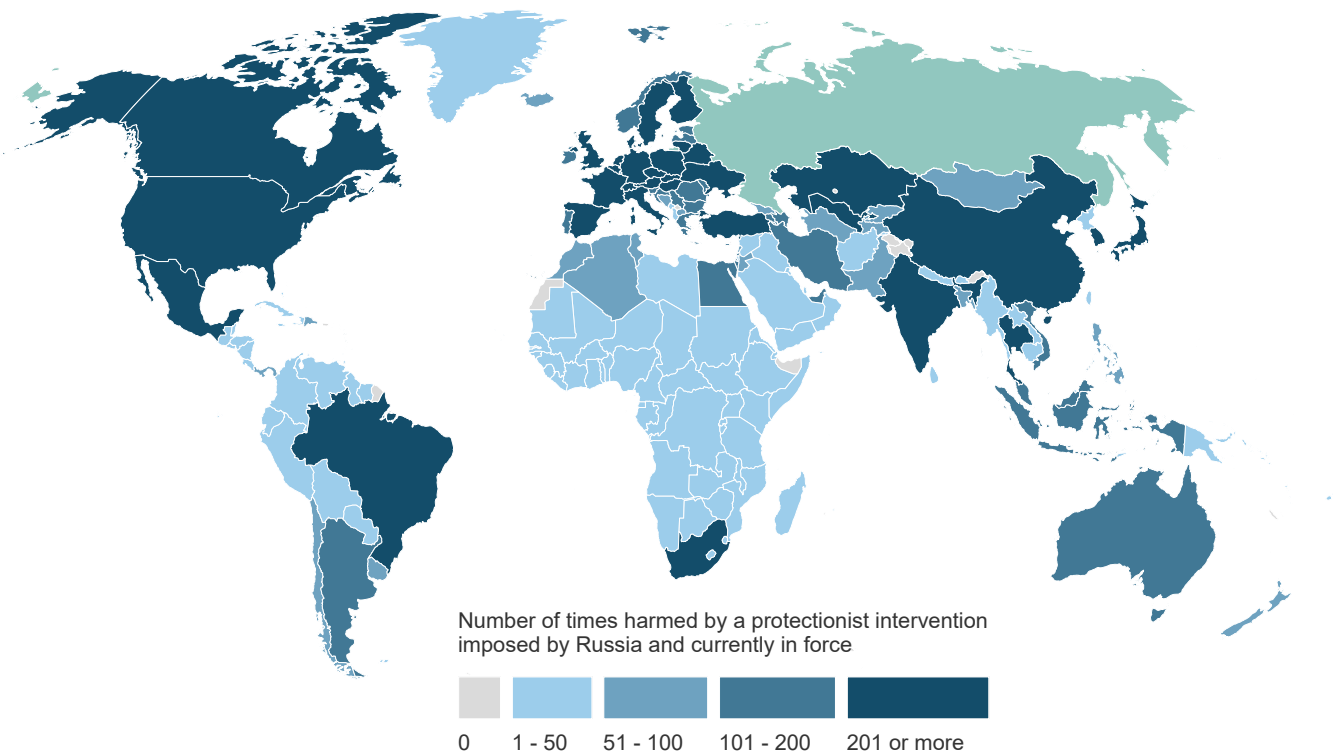 Number of times harmed by a protectionist intervention
imposed by Russia and currently in force
0 1 - 50 51 - 100 101 - 200 201 or more